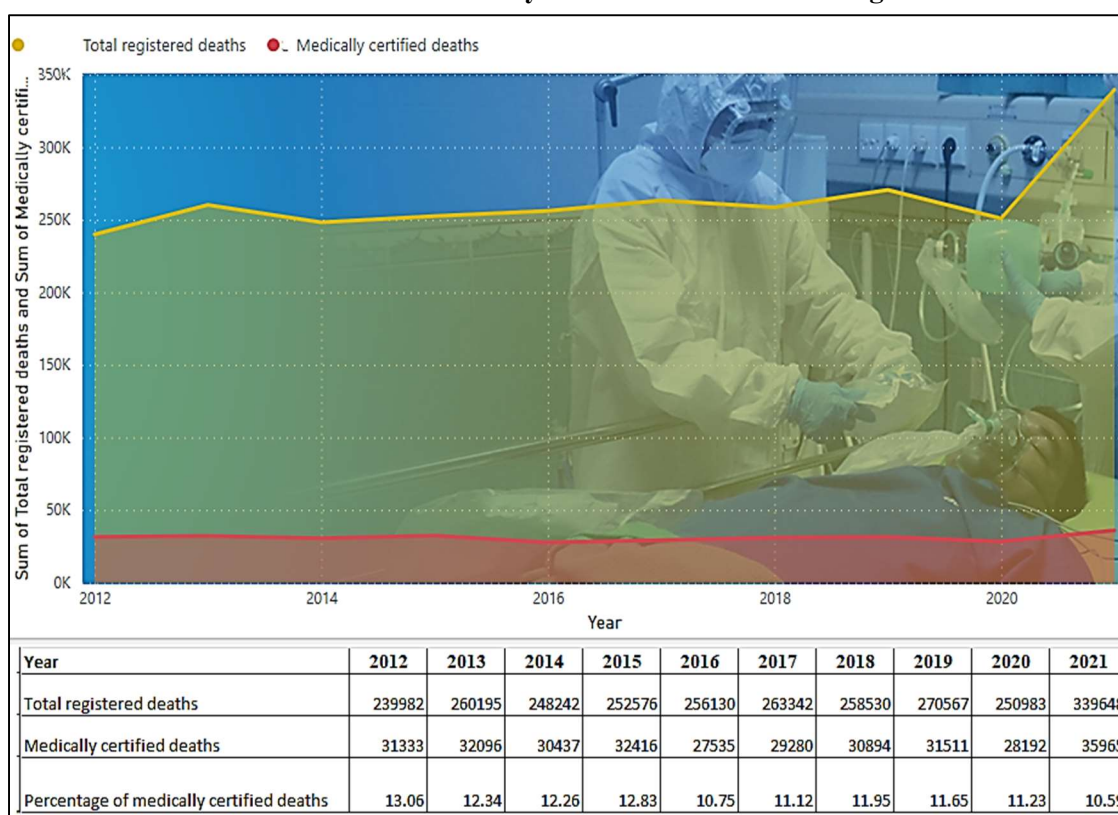 Total registered deaths Medically certified deaths
Sum of Total registered deaths and Sum of Medically certifi...
350K
300K
250K
200K
150K
100K
50K
0K
2012 2014 2016 2018 2020
Year
Year 2012 2013 2014 2015 2016 2017 2018 2019 2020 2021
Total registered deaths 239982 260195 248242 252576 256130 263342 258530 270567 250983 339648
Medically certified deaths 31333 32096 30437 32416 27535 29280 30894 31511 28192 35965
Percentage of medically certified deaths 13.06 12.34 12.26 12.83 10.75 11.12 11.95 11.65 11.23 10.59